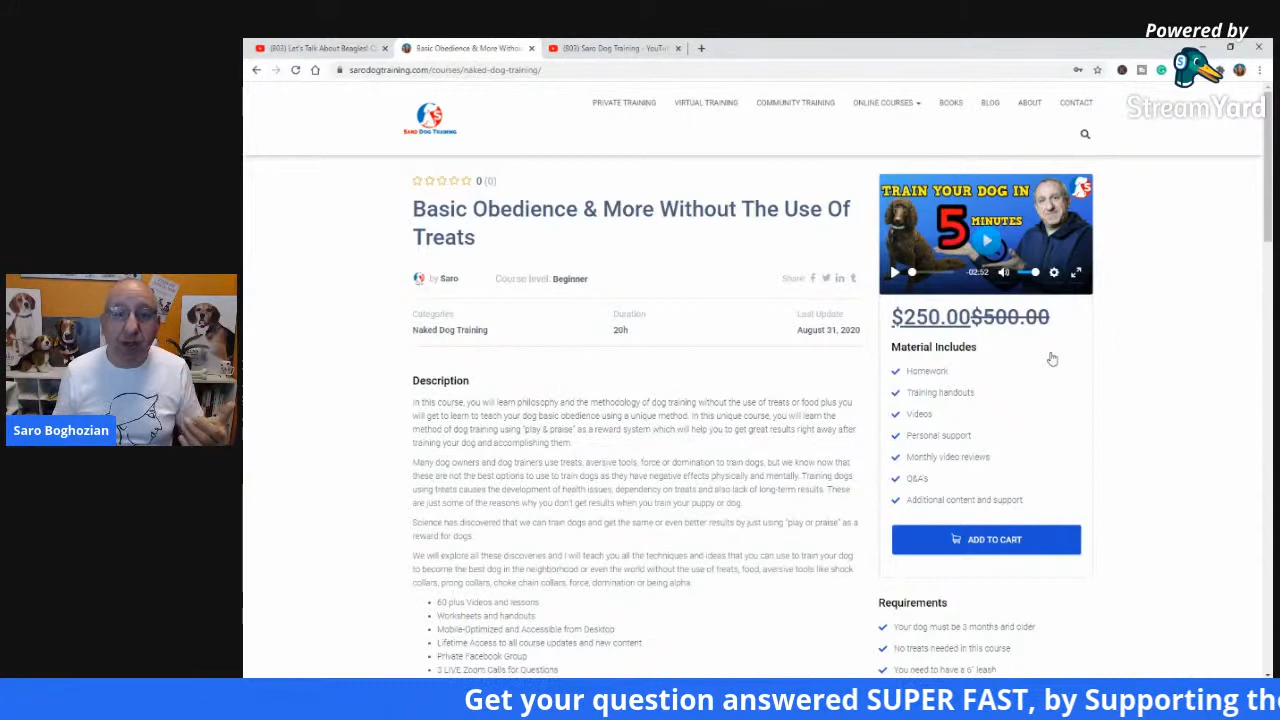 Powered by
StreamYard
(803) Let's Talk About Beagles! C
Basic Obedience & More Withou
(803) Saro Dog Training - YouTu
sarodogtraining.com/courses/naked-dog-training/
PRIVATE TRAINING VIRTUAL TRAINING COMMUNITY TRAINING ONLINE COURSES BOOKS BLOG ABOUT CONTACT
SARO DOG TRAINING
0 (0)
Basic Obedience & More Without The Use Of
Treats
by Saro Course level: Beginner Share:
Categories Duration Last Update
Naked Dog Training 20h August 31, 2020
Description
In this course, you will learn philosophy and the methodology of dog training without the use of treats or food plus you
will get to learn to teach your dog basic obedience using a unique method. In this unique course, you will learn the
method of dog training using "play & praise" as a reward system which will help you to get great results right away after
training your dog and accomplishing them.
Many dog owners and dog trainers use treats, aversive tools, force or domination to train dogs, but we know now that
these are not the best options to use to train dogs as they have negative effects physically and mentally. Training dogs
using treats causes the development of health issues, dependency on treats and also lack of long-term results. These
are just some of the reasons why you don't get results when you train your puppy or dog.
Science has discovered that we can train dogs and get the same or even better results by just using "play or praise" as a
reward for dogs.
We will explore all these discoveries and I will teach you all the techniques and ideas that you can use to train your dog
to become the best dog in the neighborhood or even the world without the use of treats, food, aversive tools like shock
collars, prong collars, choke chain collars, force, domination or being alpha.
60 plus Videos and lessons
Worksheets and handouts
Mobile-Optimized and Accessible from Desktop
Lifetime Access to all course updates and new content
Private Facebook Group
3 LIVE Zoom Calls for Questions
TRAIN YOUR DOG IN
5 MINUTES
-02:52
$250.00$500.00
Material Includes
Homework
Training handouts
Videos
Personal support
Monthly video reviews
Q&A's
Additional content and support
ADD TO CART
Requirements
Your dog must be 3 months and older
No treats needed in this course
You need to have a 6" leash
Saro Boghozian
Get your question answered SUPER FAST, by Supporting the